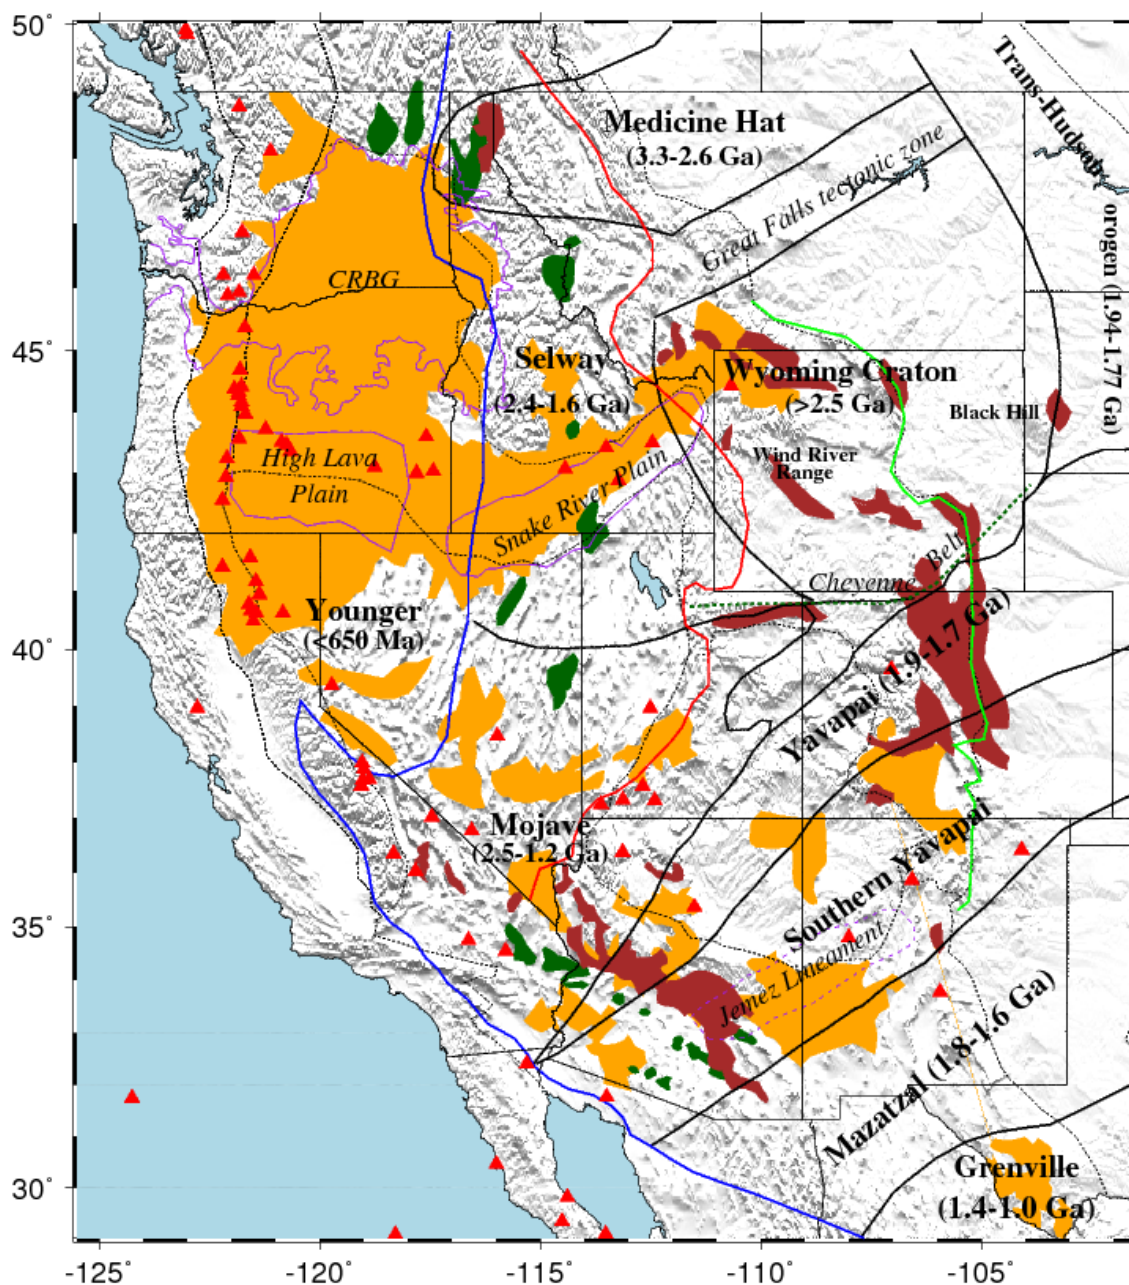 50°
Trans-Hudson
Medicine Hat
(3.3-2.6 Ga)
Great Falls tectonic zone
orogen (1.94-1.77 Ga)
CRBG
45°
Selway
(2.4-1.6 Ga)
Wyoming Craton
(>2.5 Ga)
Black Hill
High Lava
Plain
Wind River
Range
Snake River Plain
Cheyenne Belt
Younger
(<650 Ma)
40°
Yavapai (1.9-1.7 Ga)
Mojave
(2.5-1.2 Ga)
Southern Yavapai
35°
Jemez Lineament
Mazatzal (1.8-1.6 Ga)
Grenville
(1.4-1.0 Ga)
30°
-125° -120° -115° -110° -105°